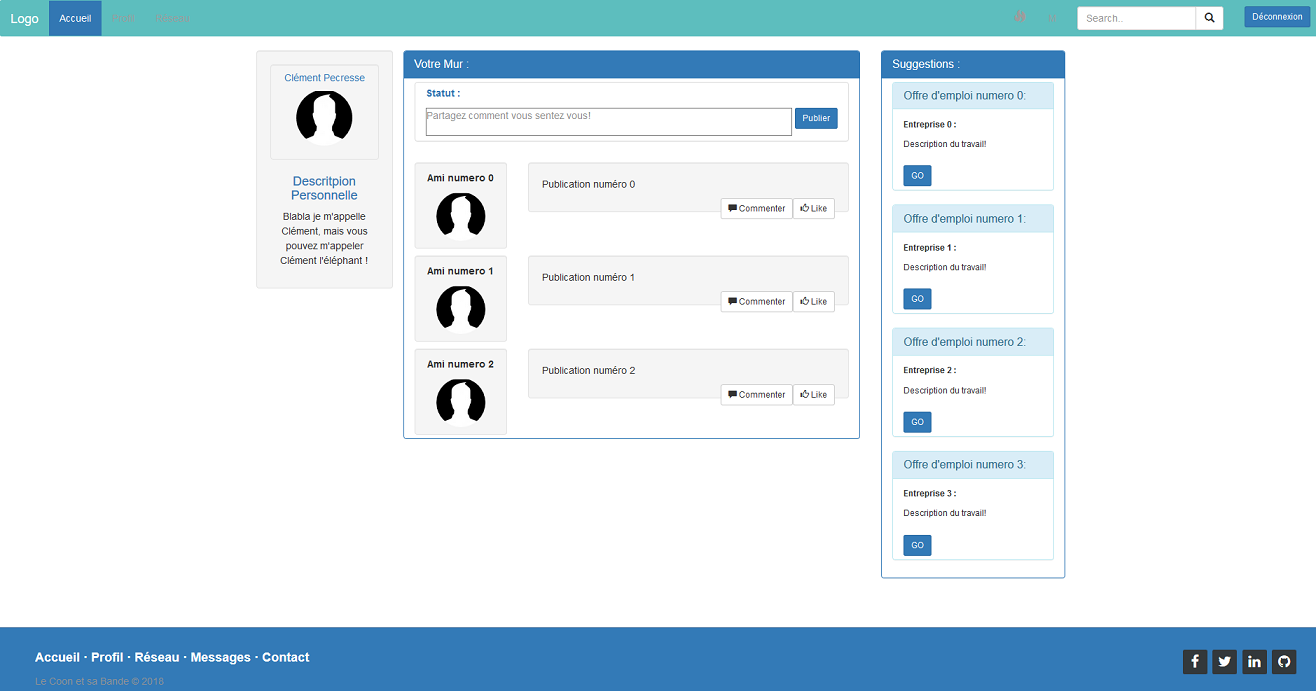 Logo Accueil Profil Réseau Search.. Déconnexion
Clément Pecresse
Descritpion
Personnelle
Blabla je m'appelle
Clément, mais vous
pouvez m'appeler
Clément l'éléphant !
Votre Mur :
Statut :
Partagez comment vous sentez vous!
Publier
Ami numero 0
Publication numéro 0
Commenter Like
Ami numero 1
Publication numéro 1
Commenter Like
Ami numero 2
Publication numéro 2
Commenter Like
Suggestions :
Offre d'emploi numero 0:
Entreprise 0 :
Description du travail!
GO
Offre d'emploi numero 1:
Entreprise 1 :
Description du travail!
GO
Offre d'emploi numero 2:
Entreprise 2 :
Description du travail!
GO
Offre d'emploi numero 3:
Entreprise 3 :
Description du travail!
GO
Accueil · Profil · Réseau · Messages · Contact
Le Coon et sa Bande © 2018